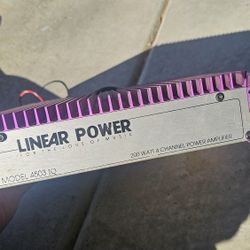 LINEAR POWER
FOR THE LOVE OF MUSIC
MODEL 4503 IQ
200 WATT 4 CHANNEL POWER AMPLIFIER